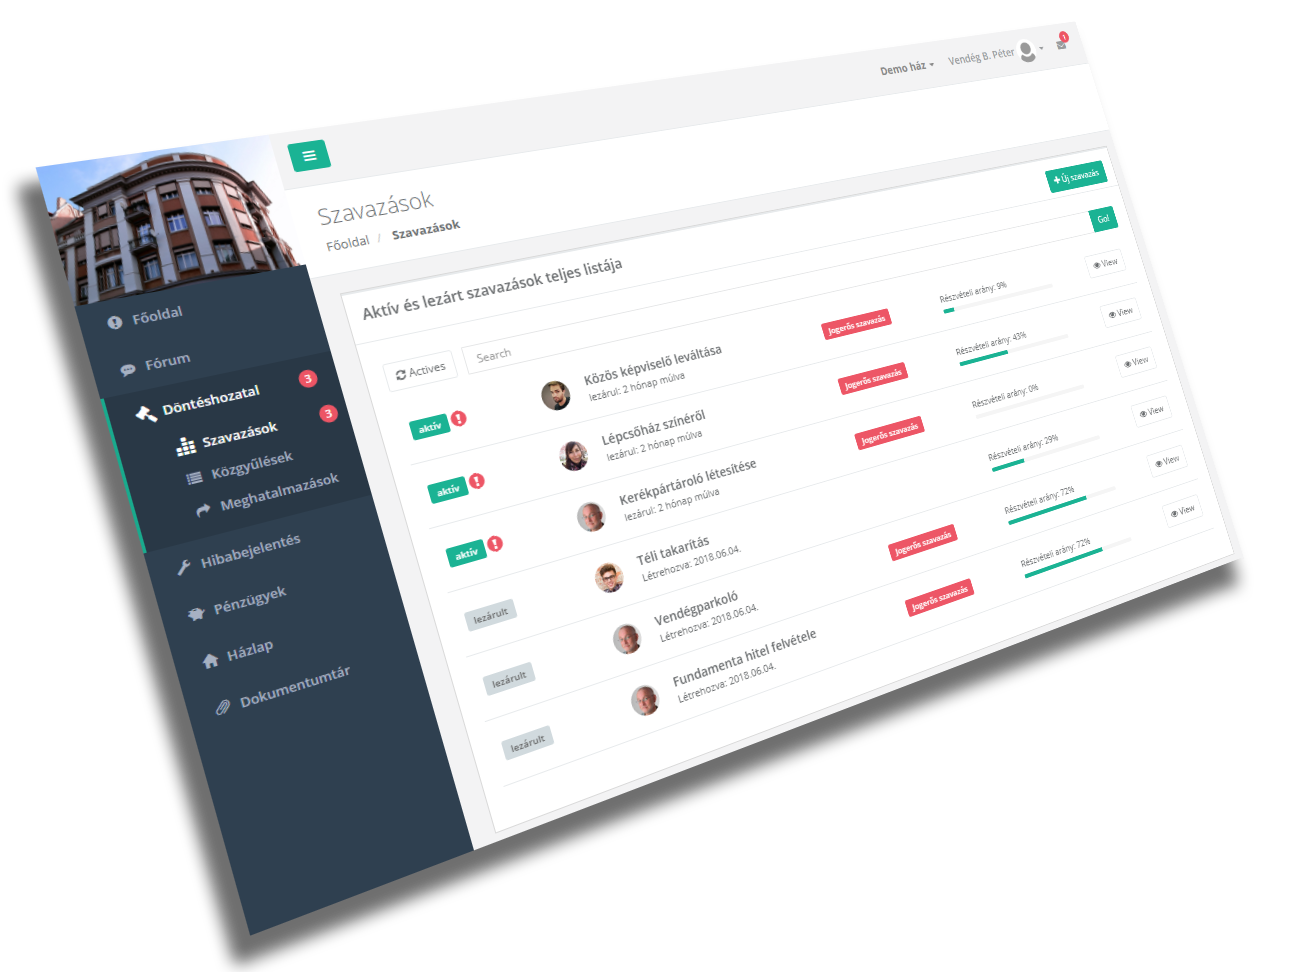 Demo ház
Vendég B. Péter
1
Szavazások
Főoldal / Szavazások
Új szavazás
Aktív és lezárt szavazások teljes listája
Actives
Search
Go!
aktív
Közös képviselő leváltása
lezárul: 2 hónap múlva
Jogerős szavazás
Részvételi arány: 9%
View
aktív
Lépcsőház színéről
lezárul: 2 hónap múlva
Jogerős szavazás
Részvételi arány: 43%
View
aktív
Kerékpártároló létesítése
lezárul: 2 hónap múlva
Jogerős szavazás
Részvételi arány: 0%
View
lezárult
Téli takarítás
Létrehozva: 2018.06.04.
Részvételi arány: 29%
View
lezárult
Vendégparkoló
Létrehozva: 2018.06.04.
Jogerős szavazás
Részvételi arány: 72%
View
lezárult
Fundamenta hitel felvétele
Létrehozva: 2018.06.04.
Jogerős szavazás
Részvételi arány: 72%
View
Főoldal
Fórum
Döntéshozatal 3
Szavazások 3
Közgyűlések
Meghatalmazások
Hibabejelentés
Pénzügyek
Házlap
Dokumentumtár